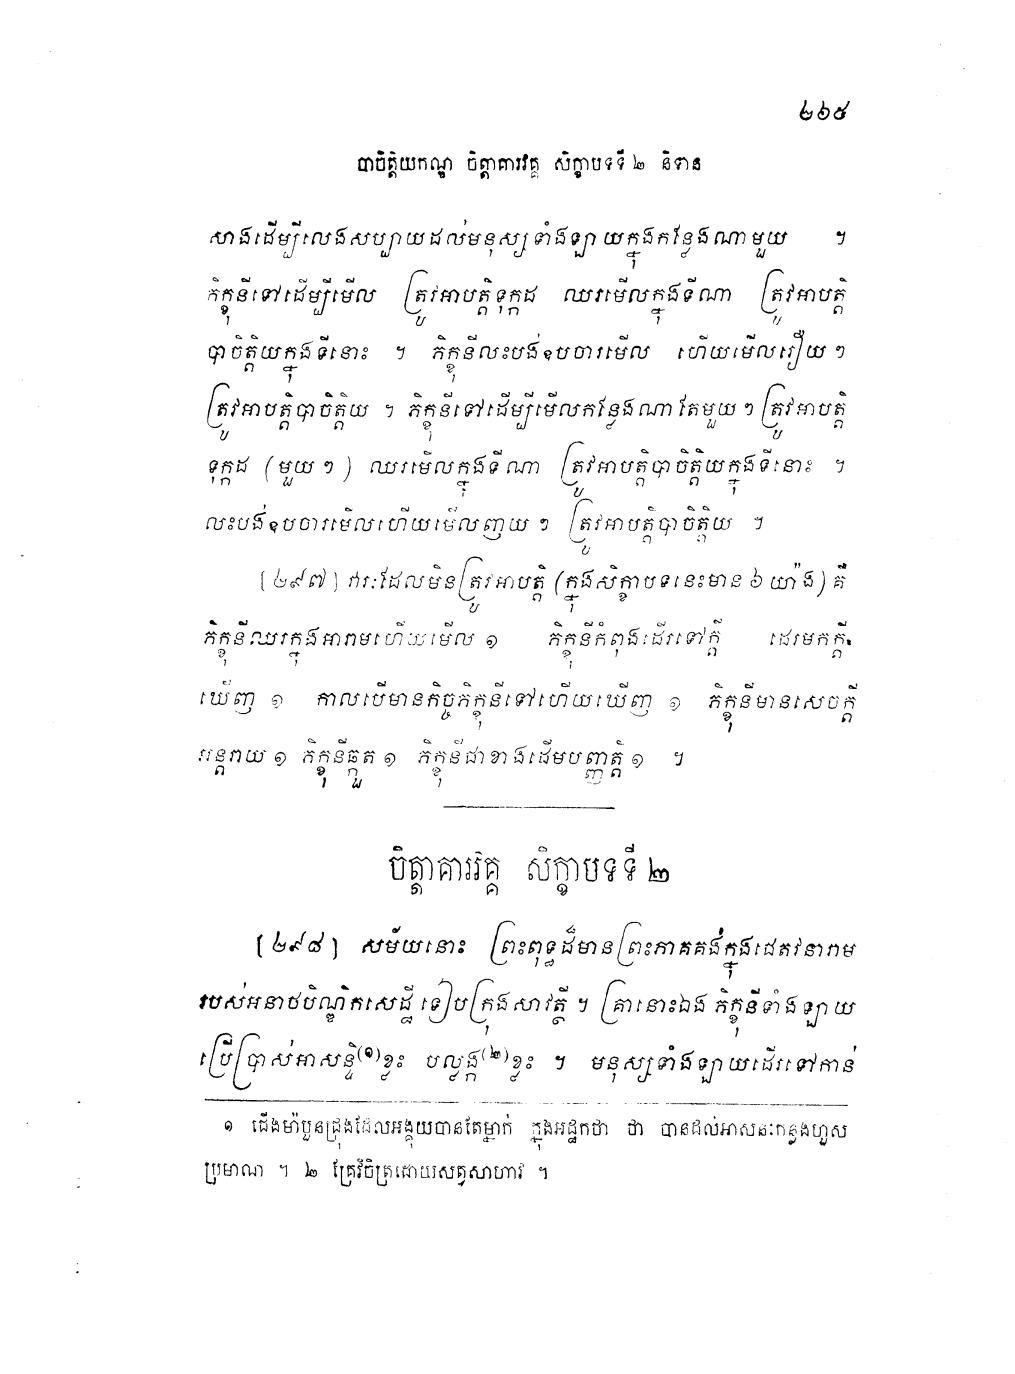 ២៦៥
បាចិត្តិយកណ្ឌ ចិត្តាគារវគ្គ សិក្ខាបទទី ២ និទាន
សាងដើម្បីលេងសប្បាយដល់មនុស្សទាំងឡាយក្នុងកន្លែងណាមួយ ។
ភិក្ខុនីទៅដើម្បីមើល ត្រូវអាបត្តិទុក្កដ ឈរមើលក្នុងទីណា ត្រូវអាបត្តិ
បាចិត្តិយក្នុងទីនោះ ។ ភិក្ខុនីលះបង់ឧបចារមើល ហើយមើលរឿយ ៗ
ត្រូវអាបត្តិបាចិត្តិយ ។ ភិក្ខុនីទៅដើម្បីមើលកន្លែងណាតែមួយ ៗ ត្រូវអាបត្តិ
ទុក្កដ (មួយ ៗ) ឈរមើលក្នុងទីណា ត្រូវអាបត្តិបាចិត្តិយក្នុងទីនោះ ។
លះបង់ឧបចារមើលហើយមើលញយ ៗ ត្រូវអាបត្តិបាចិត្តិយ ។
[២៩៧] វារៈដែលមិនត្រូវអាបត្តិ (ក្នុងសិក្ខាបទនេះមាន ៦ យ៉ាង) គឺ
ភិក្ខុនីឈរក្នុងអារាមហើយមើល ១ ភិក្ខុនីកំពុងដើរទៅក្តី ដើរមកក្តី
ឃើញ ១ កាលបើមានកិច្ចភិក្ខុនីទៅហើយឃើញ ១ ភិក្ខុនីមានសេចក្តី
អន្តរាយ ១ ភិក្ខុនីឆ្កួត ១ ភិក្ខុនីជាខាងដើមបញ្ញត្តិ ១ ។
ចិត្តាគារវគ្គ សិក្ខាបទទី ២
[២៩៨] សម័យនោះ ព្រះពុទ្ធដ៏មានព្រះភាគគង់ក្នុងជេតវនារាម
របស់អនាថបិណ្ឌិកសេដ្ឋី ទៀបក្រុងសាវត្ថី ។ គ្រានោះឯង ភិក្ខុនីទាំងឡាយ
ប្រើប្រាស់អាសន្ទិ(១)ខ្លះ បល្លង្ក(២)ខ្លះ ។ មនុស្សទាំងឡាយដើរទៅកាន់
១ ជើងម៉ាបួនជ្រុងដែលអង្គុយបានតែម្នាក់ ក្នុងអដ្ឋកថា ថា បានដល់អាសនៈកន្លងហួស
ប្រមាណ ។ ២ គ្រែវិចិត្រដោយរូបសត្វសាហាវ ។